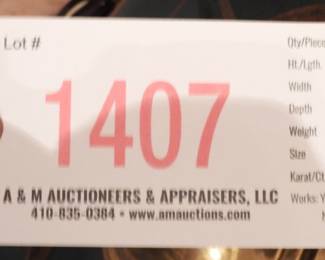 Lot #
1407
A & M AUCTIONEERS & APPRAISERS, LLC
410-835-0384 • www.amauctions.com
Qty/Piece
Ht./Lgth.
Width
Depth
Weight
Size
Karat/Ct.
Works: Y